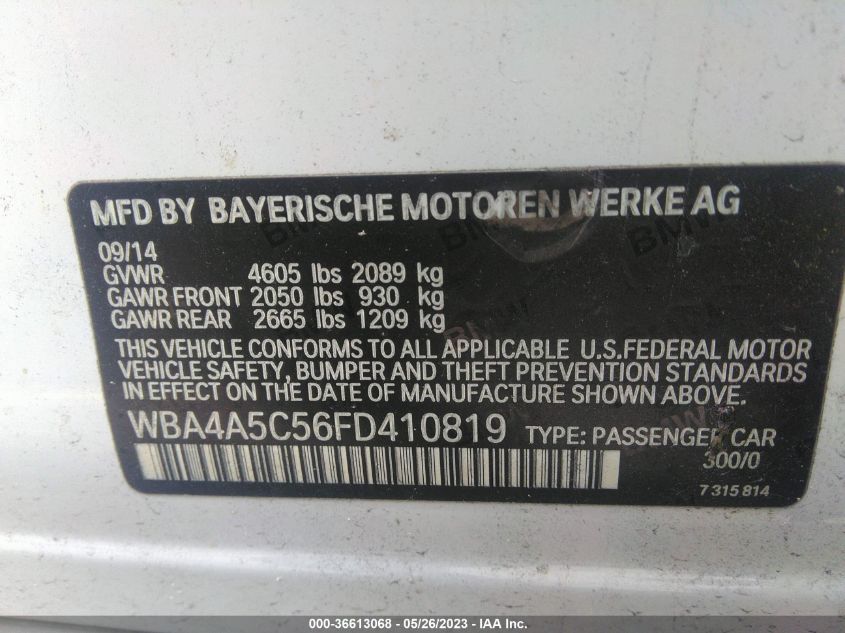 MFD BY BAYERISCHE MOTOREN WERKE AG
09/14
GVWR 4605 lbs 2089 kg
GAWR FRONT 2050 lbs 930 kg
GAWR REAR 2665 lbs 1209 kg
THIS VEHICLE CONFORMS TO ALL APPLICABLE U.S.FEDERAL MOTOR
VEHICLE SAFETY, BUMPER AND THEFT PREVENTION STANDARDS
IN EFFECT ON THE DATE OF MANUFACTURE SHOWN ABOVE.
WBA4A5C56FD410819 TYPE: PASSENGER CAR
300/0
7 315 814
000-36613068 - 05/26/2023 - IAA Inc.